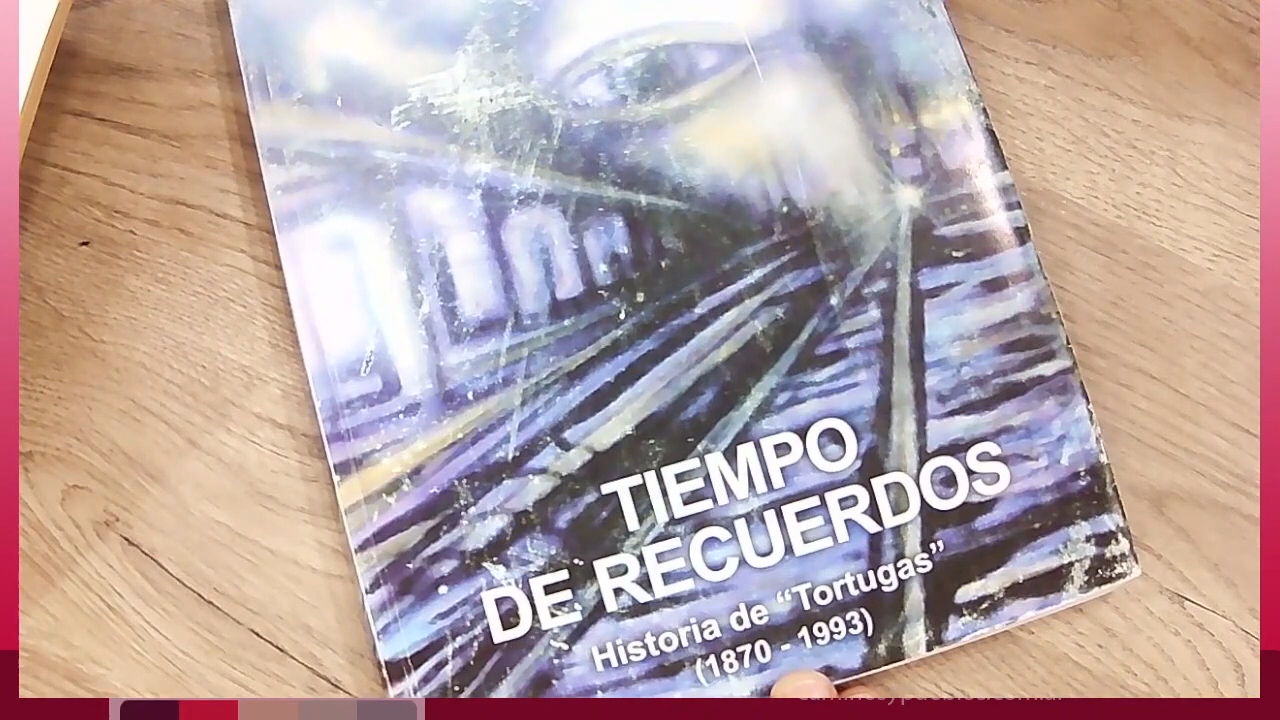 TIEMPO
DE RECUERDOS
Historia de “Tortugas”
(1870 - 1993)